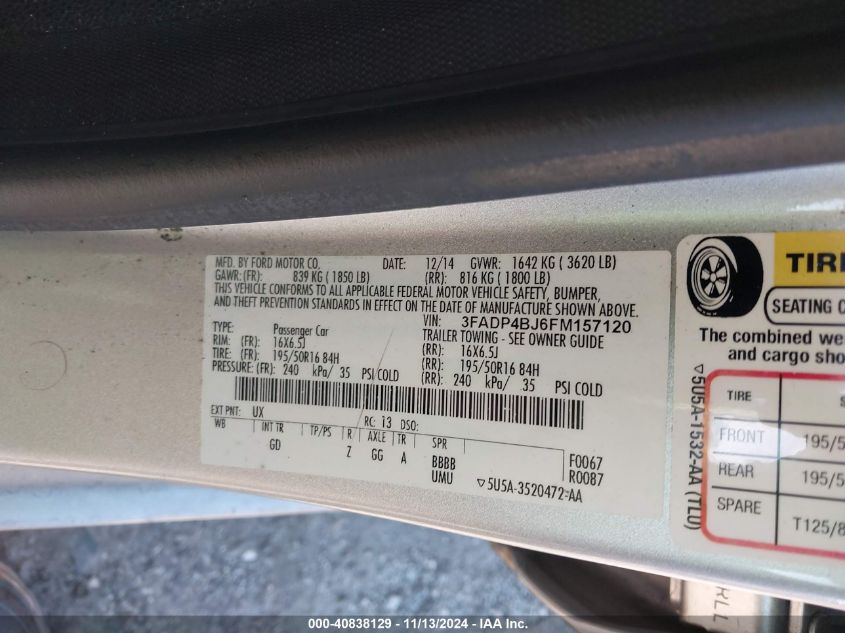 MFD. BY FORD MOTOR CO. DATE: 12/14 GVWR: 1642 KG ( 3620 LB)
GAWR: (FR): 839 KG ( 1850 LB) (RR): 816 KG ( 1800 LB)
THIS VEHICLE CONFORMS TO ALL APPLICABLE FEDERAL MOTOR VEHICLE SAFETY, BUMPER,
AND THEFT PREVENTION STANDARDS IN EFFECT ON THE DATE OF MANUFACTURE SHOWN ABOVE.
VIN: 3FADP4BJ6FM157120
TYPE: Passenger Car TRAILER TOWING - SEE OWNER GUIDE
RIM: (FR): 16X6.5J (RR): 16X6.5J
TIRE: (FR): 195/50R16 84H (RR): 195/50R16 84H
PRESSURE: (FR): 240 kPa/ 35 PSI COLD (RR): 240 kPa/ 35 PSI COLD
EXT PNT: UX RC: 13 DSO:
WB INT TR TP/PS R AXLE TR SPR
GD Z GG A BBBB F0067
UMU R0087
▽5U5A-3520472-AA
TIRE
SEATING
The combined
and cargo
▽5U5A-1532-AA (TLU)
TIRE
FRONT 195/5
REAR 195/5
SPARE T125/8
RLL
000-40838129 - 11/13/2024 - IAA Inc.